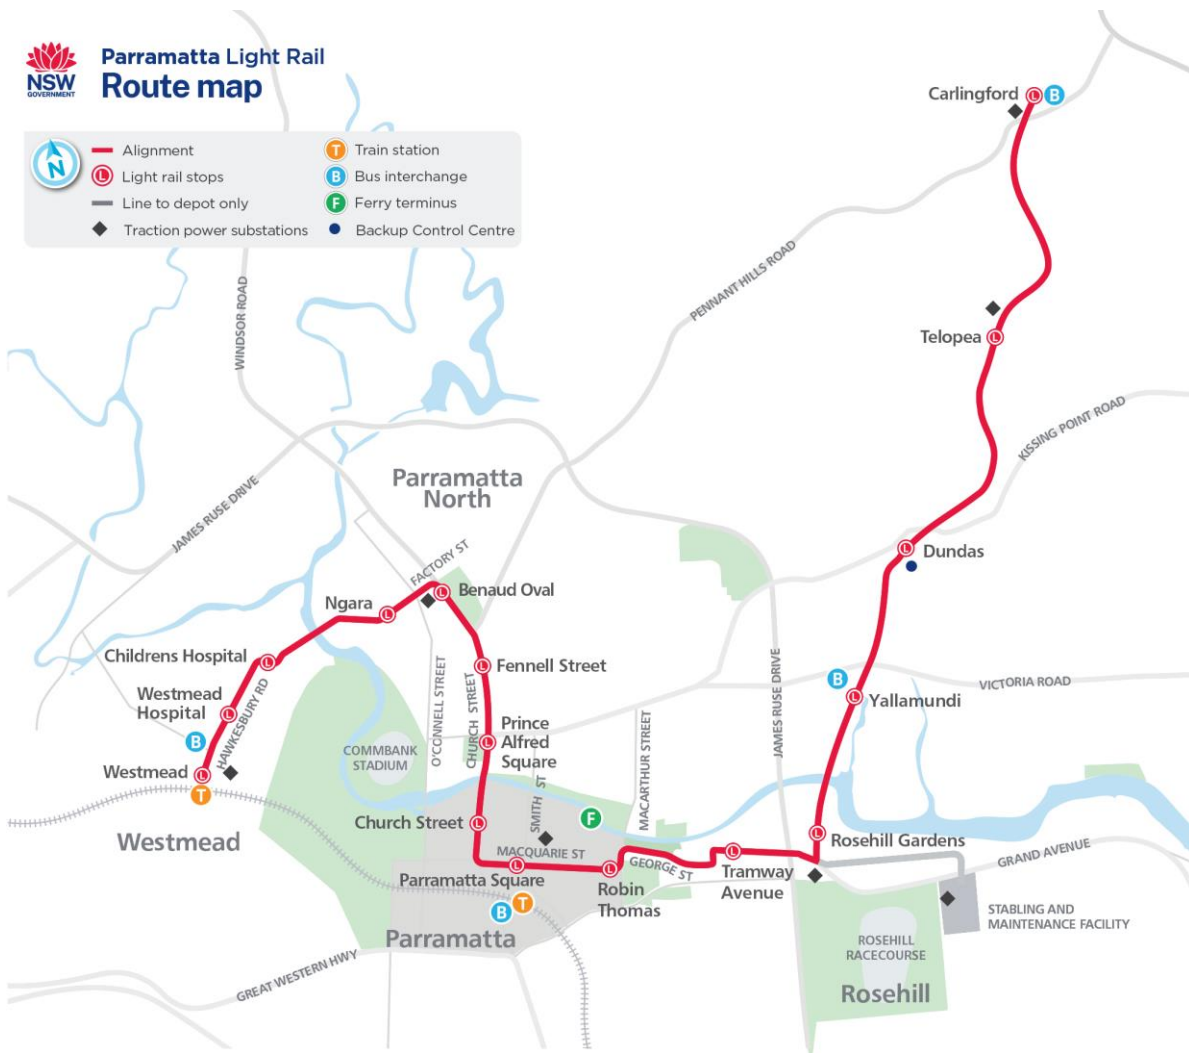 NSW
GOVERNMENT
Parramatta Light Rail
Route map
N
Alignment
L Light rail stops
Line to depot only
Traction power substations
T Train station
B Bus interchange
F Ferry terminus
Backup Control Centre
Carlingford L B
PENNANT HILLS ROAD
WINDSOR ROAD
Telopea L
KISSING POINT ROAD
Parramatta
North
JAMES RUSE DRIVE
FACTORY ST
L Dundas
L Benaud Oval
Ngara L
Childrens Hospital L
L Fennell Street
Westmead
Hospital L
HAWKESBURY RD
O'CONNELL STREET
CHURCH STREET
JAMES RUSE DRIVE
VICTORIA ROAD
B
L Yallamundi
B
L
Prince
Alfred
Square
COMMBANK
STADIUM
MACARTHUR STREET
SMITH ST
Westmead L
T
Westmead
Church Street L
F
L Rosehill Gardens
MACQUARIE ST
GEORGE ST
L
Tramway
Avenue
GRAND AVENUE
L
Parramatta Square
L
Robin
Thomas
B T
Parramatta
STABLING AND
MAINTENANCE FACILITY
ROSEHILL
RACECOURSE
Rosehill
GREAT WESTERN HWY